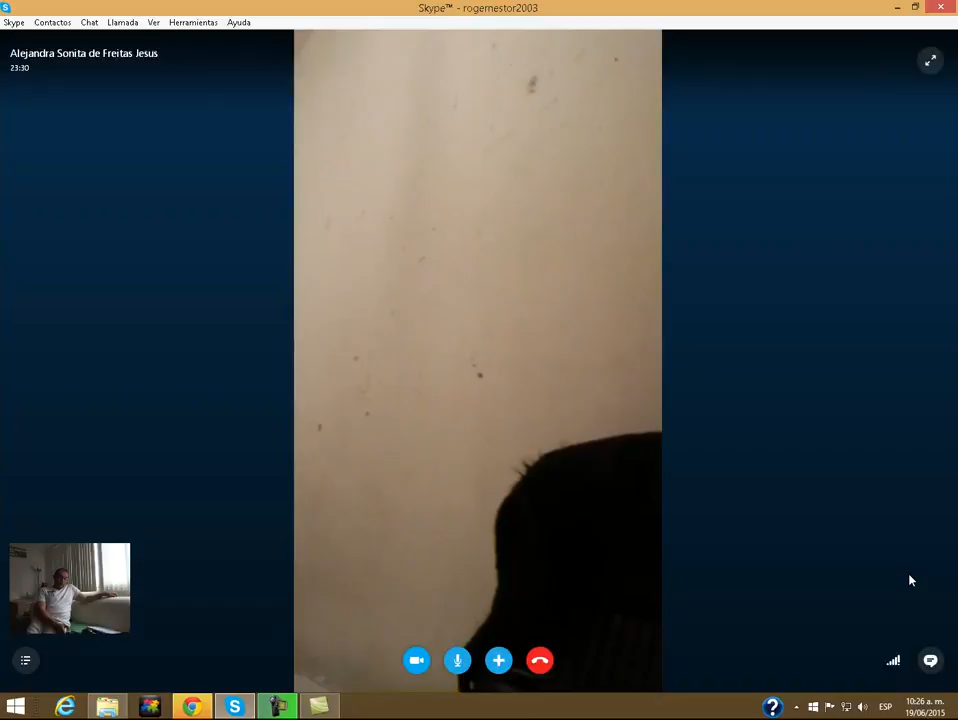 Skype™ - rogernestor2003
Skype Contactos Chat Llamada Ver Herramientas Ayuda
Alejandra Sonita de Freitas Jesus
23:30
ESP
10:26 a. m.
19/06/2015